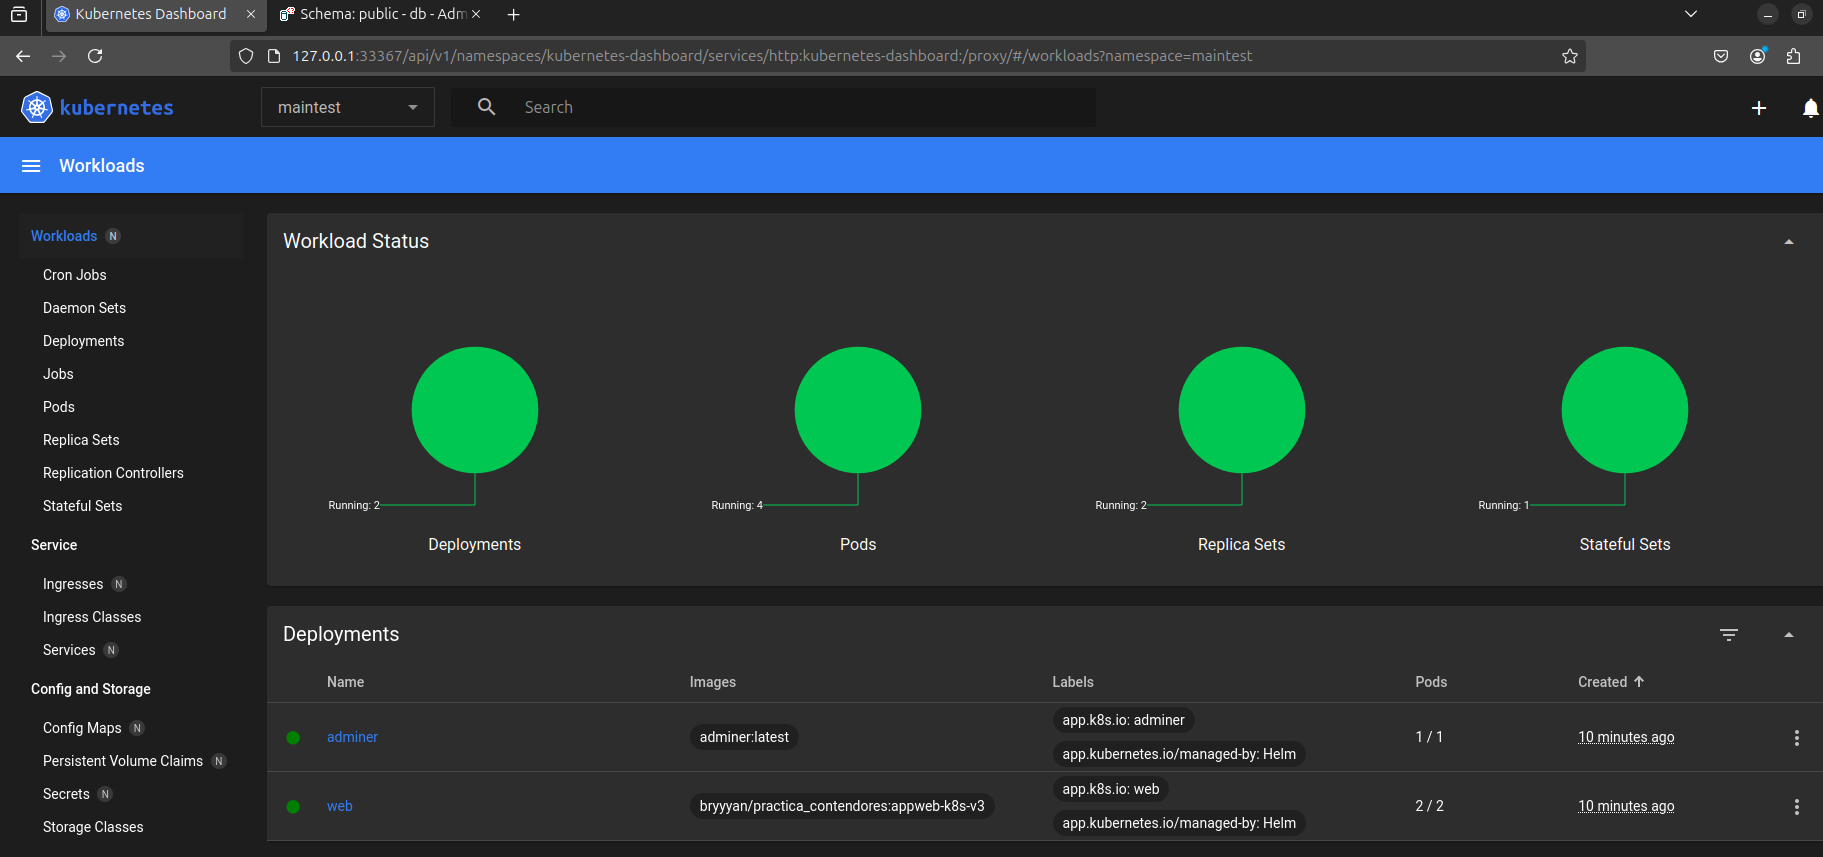 Kubernetes Dashboard
Schema: public - db - Adm
127.0.0.1:33367/api/v1/namespaces/kubernetes-dashboard/services/http:kubernetes-dashboard:/proxy/#/workloads?namespace=maintest
kubernetes
maintest
Search
Workloads
Workloads N
Cron Jobs
Daemon Sets
Deployments
Jobs
Pods
Replica Sets
Replication Controllers
Stateful Sets
Service
Ingresses N
Ingress Classes
Services N
Config and Storage
Config Maps N
Persistent Volume Claims N
Secrets N
Storage Classes
Workload Status
Running: 2
Running: 4
Running: 2
Running: 1
Deployments
Pods
Replica Sets
Stateful Sets
Deployments
Name Images Labels Pods Created
adminer adminer:latest app.k8s.io: adminer 1 / 1 10 minutes ago
app.kubernetes.io/managed-by: Helm
web bryyyan/practica_contendores:appweb-k8s-v3 app.k8s.io: web 2 / 2 10 minutes ago
app.kubernetes.io/managed-by: Helm